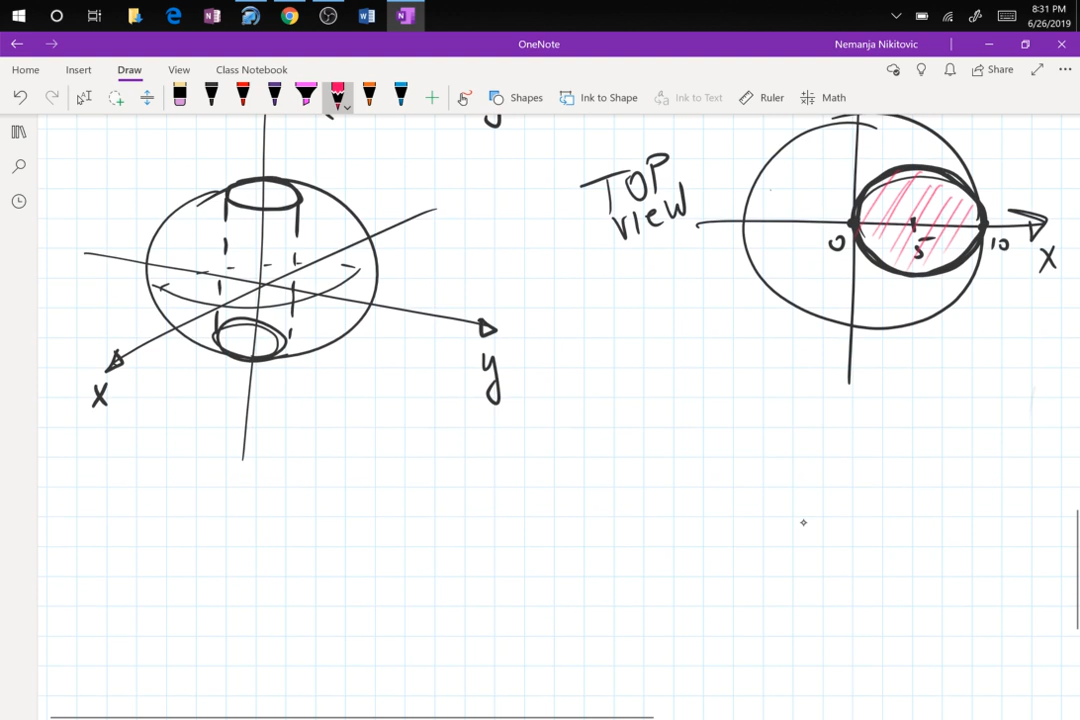 8:31 PM
6/26/2019
OneNote
Nemanja Nikitovic
Home
Insert
Draw
View
Class Notebook
Share
Shapes
Ink to Shape
Ink to Text
Ruler
Math
TOP
view
0
5
10
x
x
y